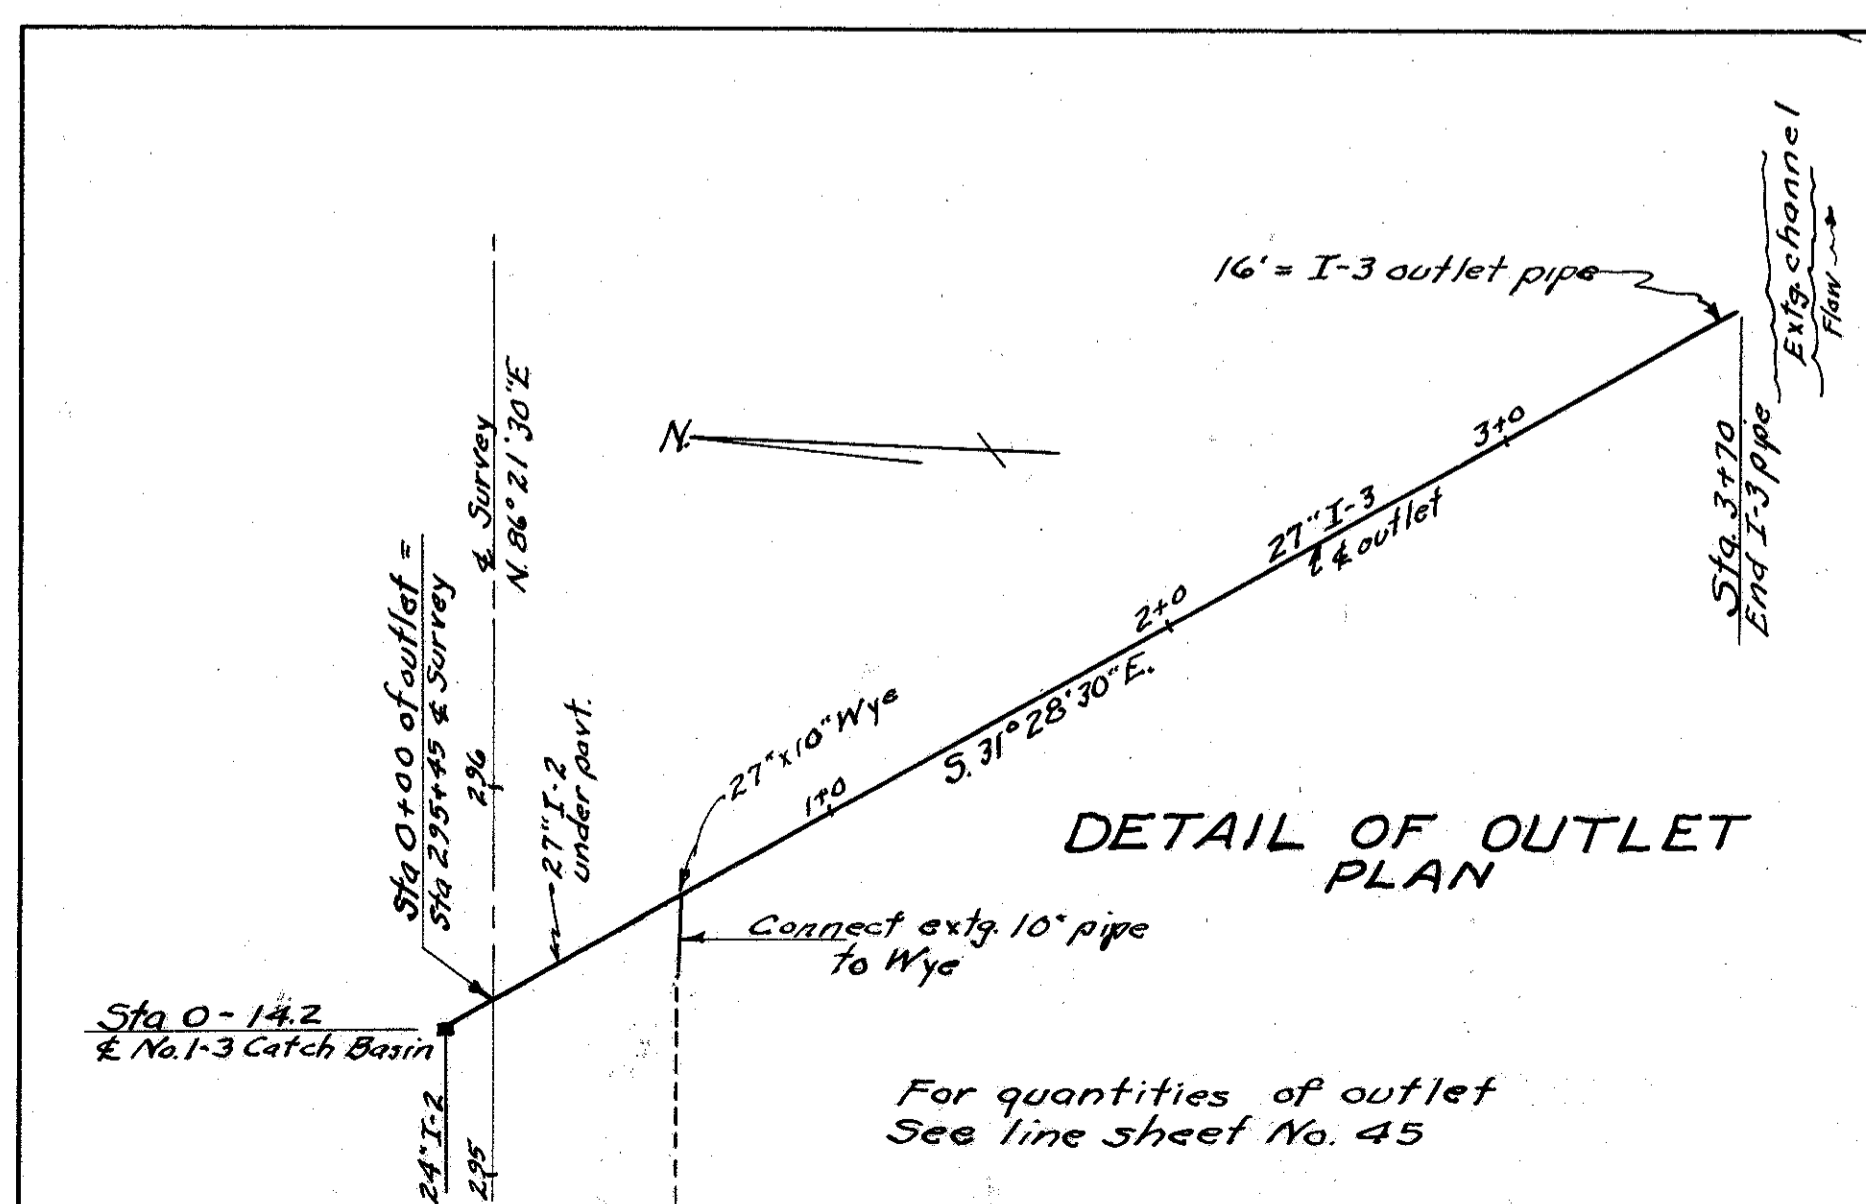 Extg. channel
Flow
16' = I-3 outlet pipe
Sta. 3+70
End I-3 pipe
3+0
27" I-3
℄ outlet
2+0
S. 31° 28' 30" E.
N.
℄ Survey
N. 86° 21' 30" E
Sta 0+00 of outlet =
Sta 295+45 ℄ Survey
296
27" I-2
under pavt.
27" x 10" Wye
1+0
DETAIL OF OUTLET
PLAN
Connect extg. 10" pipe
to Wye
Sta 0 - 14.2
℄ No. 1-3 Catch Basin
24" I-2
295
For quantities of outlet
See line sheet No. 45